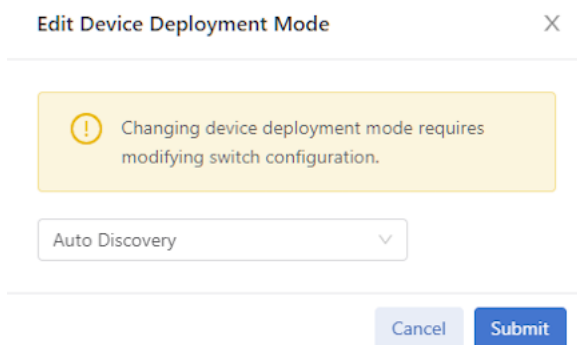 Edit Device Deployment Mode
Changing device deployment mode requires
modifying switch configuration.
Auto Discovery
Cancel
Submit